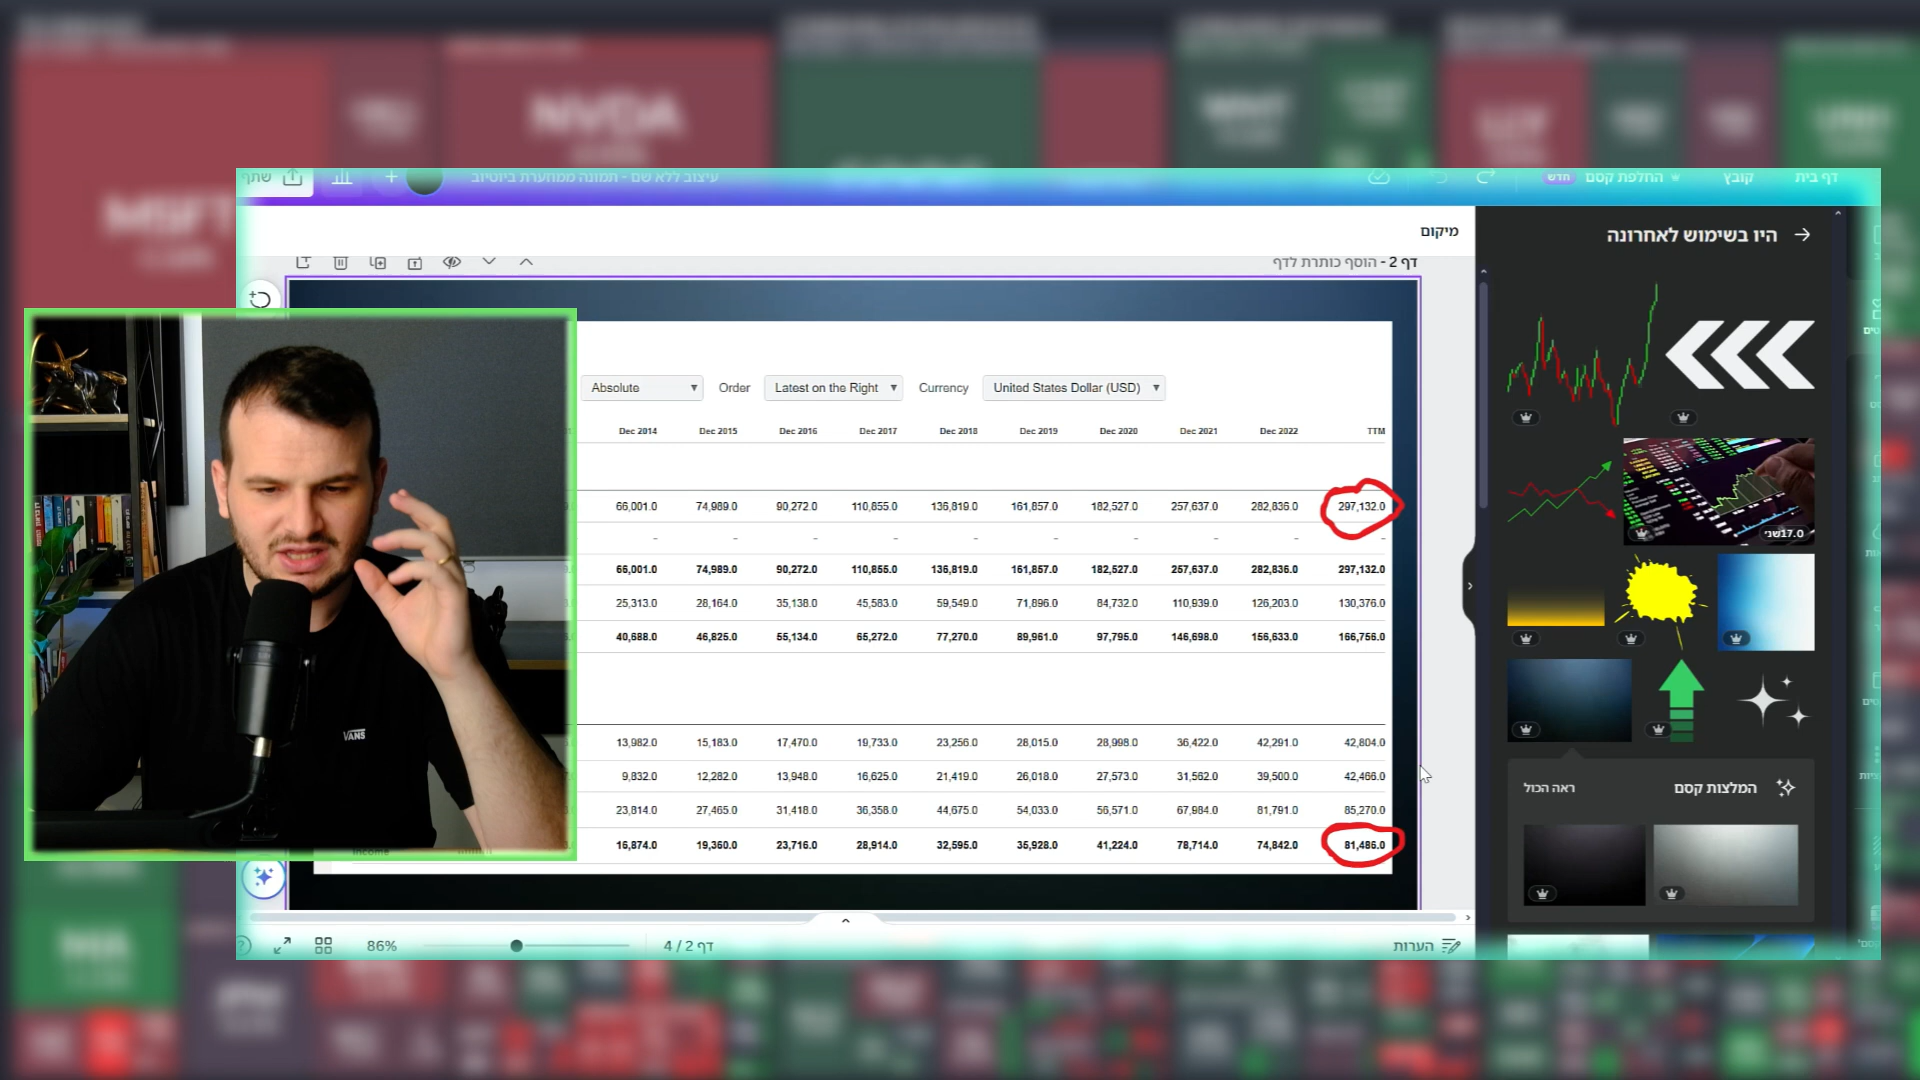 NVDA
MSFT
WMT
LLY
UNH
שתף
עיצוב ללא שם - תמונה ממוזערת ביוטיוב
חדש
החלפת קסם
קובץ
דף בית
מיקום
דף 2 - הוסף כותרת לדף
היו בשימוש לאחרונה
Absolute Order Latest on the Right Currency United States Dollar (USD)
Dec 2014 Dec 2015 Dec 2016 Dec 2017 Dec 2018 Dec 2019 Dec 2020 Dec 2021 Dec 2022 TTM
66,001.0 74,989.0 90,272.0 110,855.0 136,819.0 161,857.0 182,527.0 257,637.0 282,836.0 297,132.0
- - - - - - - - - -
66,001.0 74,989.0 90,272.0 110,855.0 136,819.0 161,857.0 182,527.0 257,637.0 282,836.0 297,132.0
25,313.0 28,164.0 35,138.0 45,583.0 59,549.0 71,896.0 84,732.0 110,939.0 126,203.0 130,376.0
40,688.0 46,825.0 55,134.0 65,272.0 77,270.0 89,961.0 97,795.0 146,698.0 156,633.0 166,756.0
13,982.0 15,183.0 17,470.0 19,733.0 23,256.0 28,015.0 28,998.0 36,422.0 42,291.0 42,804.0
9,832.0 12,282.0 13,948.0 16,625.0 21,419.0 26,018.0 27,573.0 31,562.0 39,500.0 42,466.0
23,814.0 27,465.0 31,418.0 36,358.0 44,675.0 54,033.0 56,571.0 67,984.0 81,791.0 85,270.0
16,874.0 19,360.0 23,716.0 28,914.0 32,595.0 35,928.0 41,224.0 78,714.0 74,842.0 81,486.0
Income
VANS
17.0שני
המלצות קסם
ראה הכול
86%
דף 2 / 4
הערות
MA
JPM